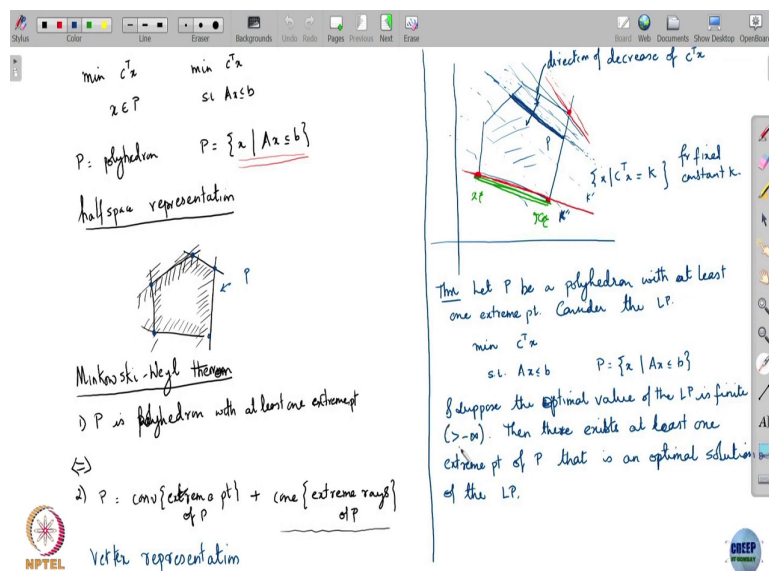 Stylus
Color
Line
Eraser
Backgrounds
Undo Redo
Pages Previous Next
Erase
Board Web Documents Show Desktop OpenBoard
min cᵀx
x ∈ P
min cᵀx
st. Ax ≤ b
P: polyhedron
P = {x | Ax ≤ b}
halfspace representation
P
Minkowski-Weyl theorem
1) P is polyhedron with at least one extreme pt
⇔
2) P = conv{extreme pt of P} + cone{extreme rays of P}
Vertex representation
direction of decrease of cᵀx
P
{x | cᵀx = K} for fixed constant K.
K'
K"
Thm Let P be a polyhedron with at least
one extreme pt. Consider the LP.
min cᵀx
st. Ax ≤ b
P = {x | Ax ≤ b}
& suppose the optimal value of the LP is finite
(>-∞). Then there exists at least one
extreme pt of P that is an optimal solution
of the LP.
NPTEL
CDEEP
IIT BOMBAY